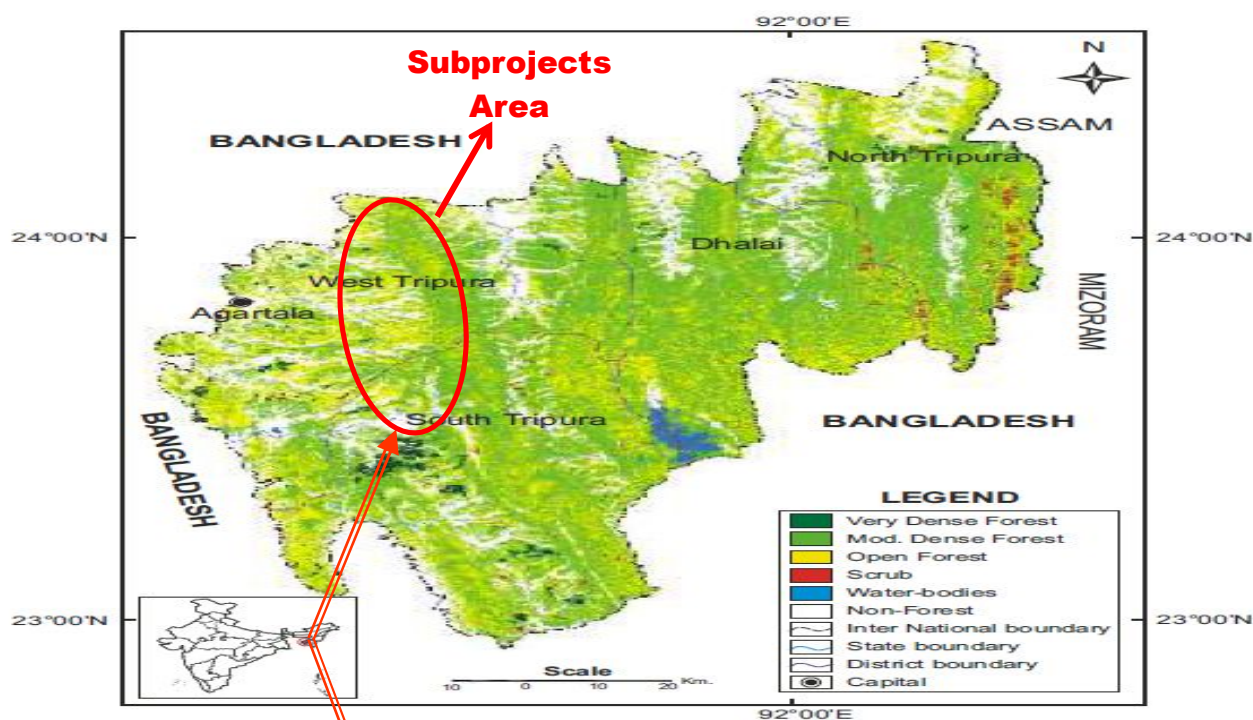 92°00'E
Subprojects
Area
N
BANGLADESH
ASSAM
North Tripura
24°00'N
Dhalai
24°00'N
West Tripura
Agartala
MIZORAM
South Tripura
BANGLADESH
BANGLADESH
LEGEND
Very Dense Forest
Mod. Dense Forest
Open Forest
Scrub
Water-bodies
Non-Forest
Inter National boundary
State boundary
District boundary
Capital
23°00'N
23°00'N
Scale
10 0 10 20 Km.
92°00'E